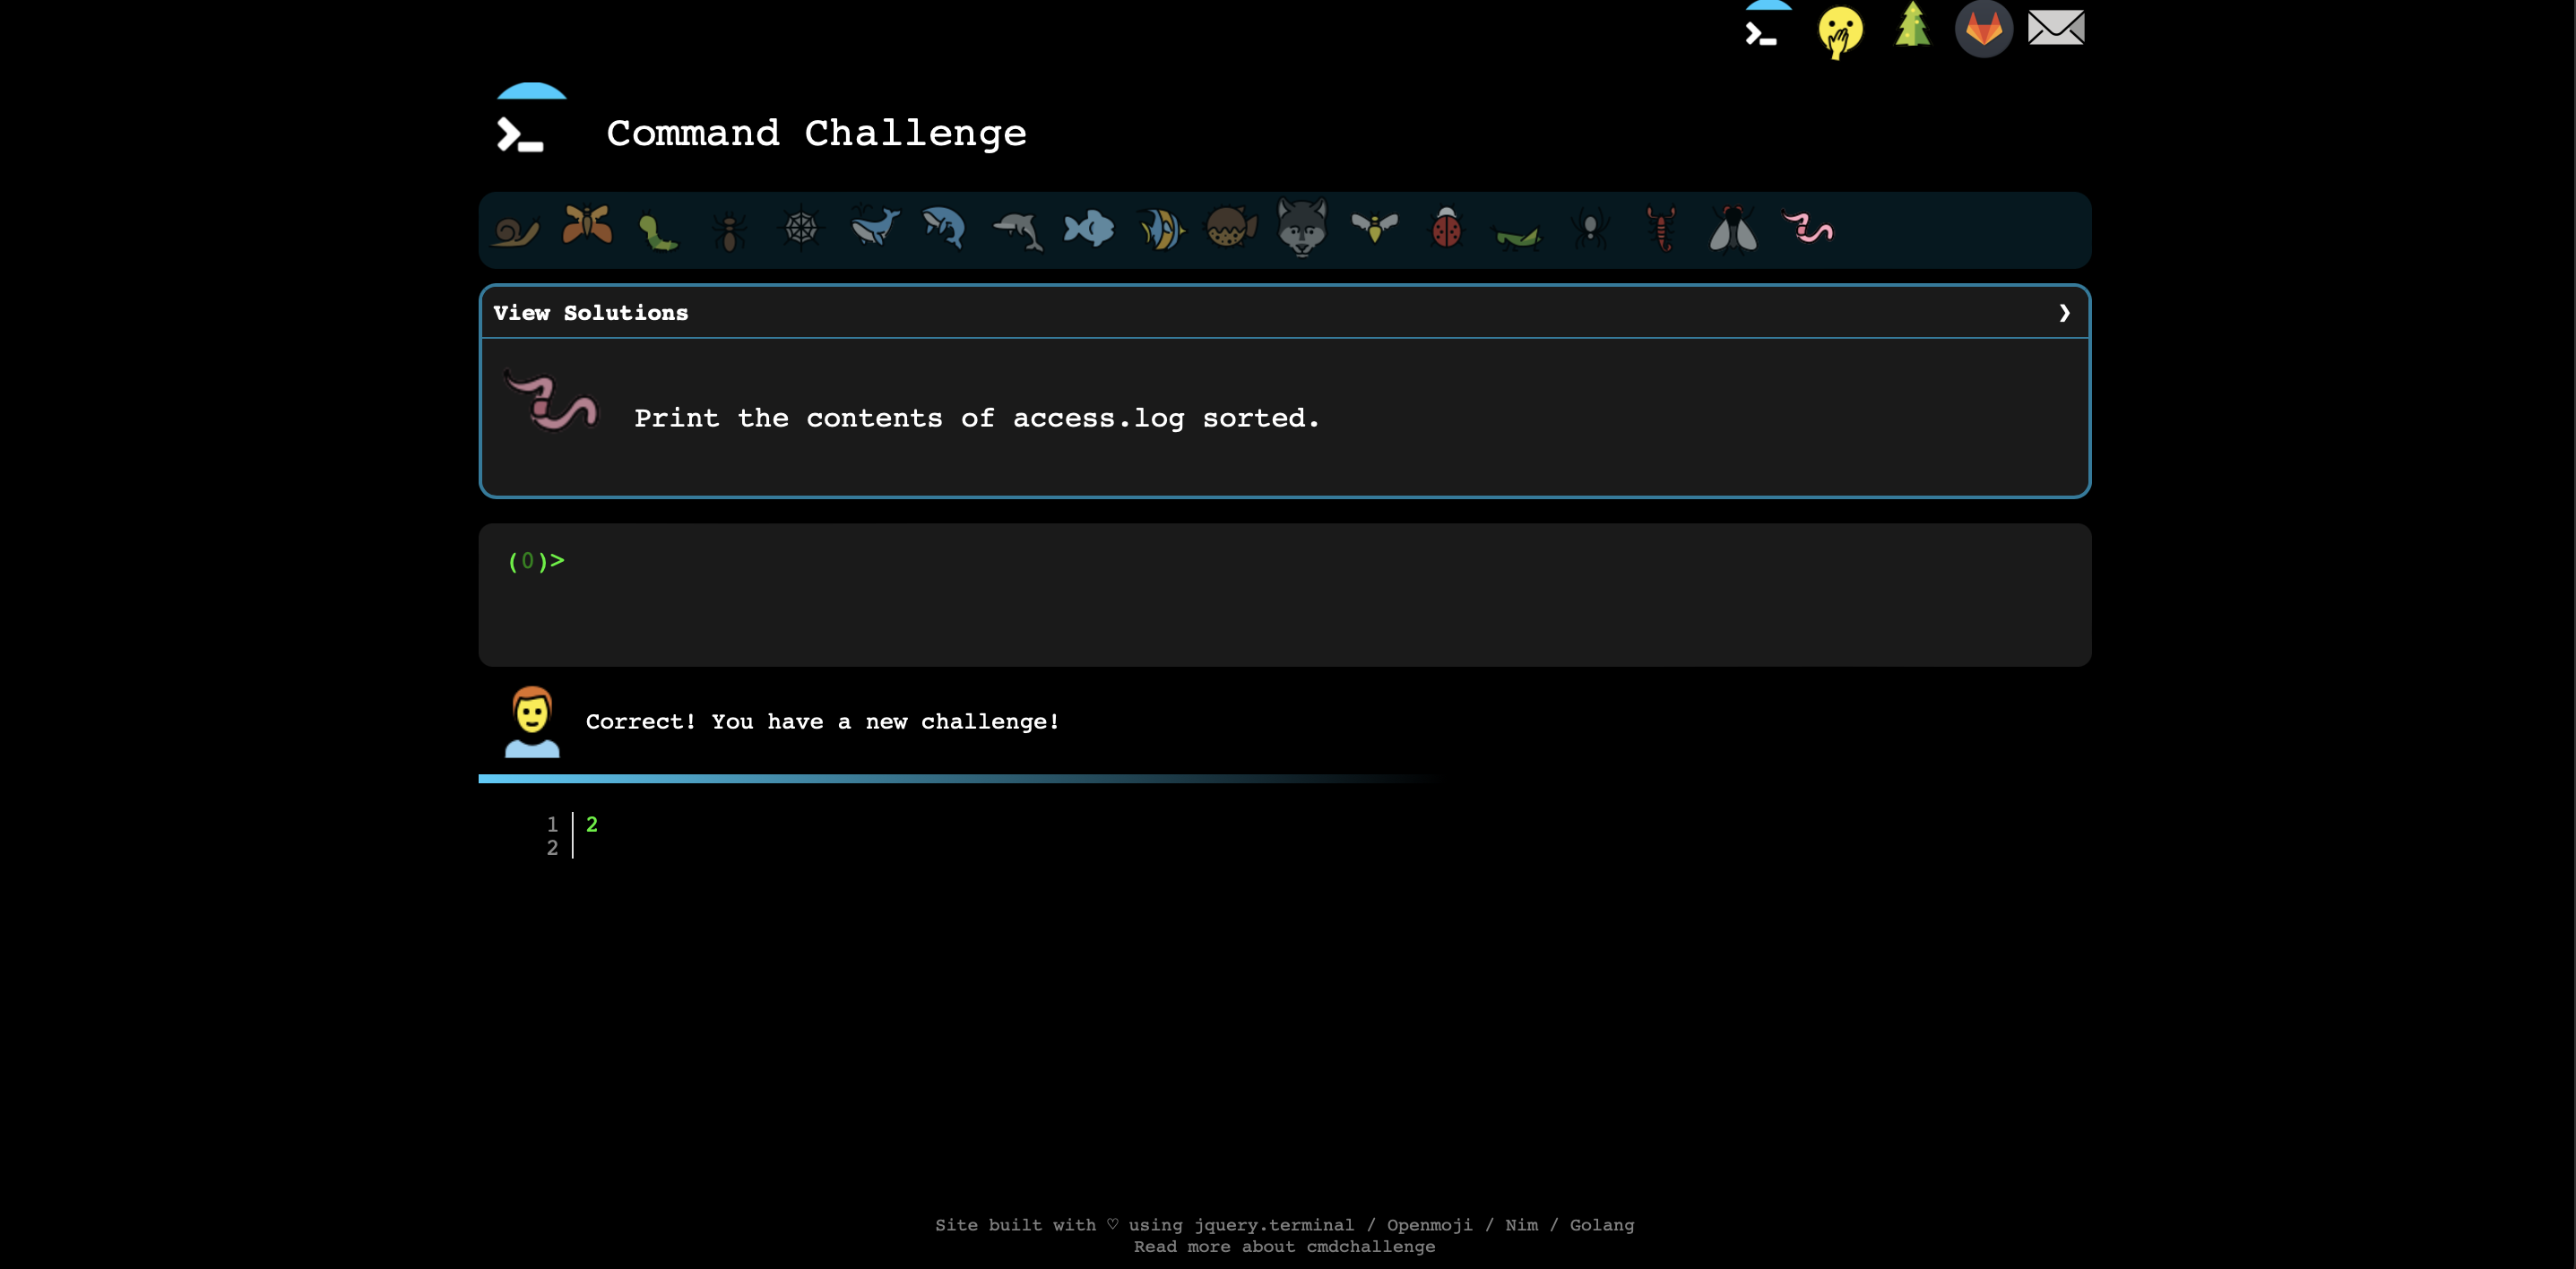 Command Challenge
View Solutions ❯
Print the contents of access.log sorted.
(0)>
Correct! You have a new challenge!
1 2
2
Site built with ♡ using jquery.terminal / Openmoji / Nim / Golang
Read more about cmdchallenge